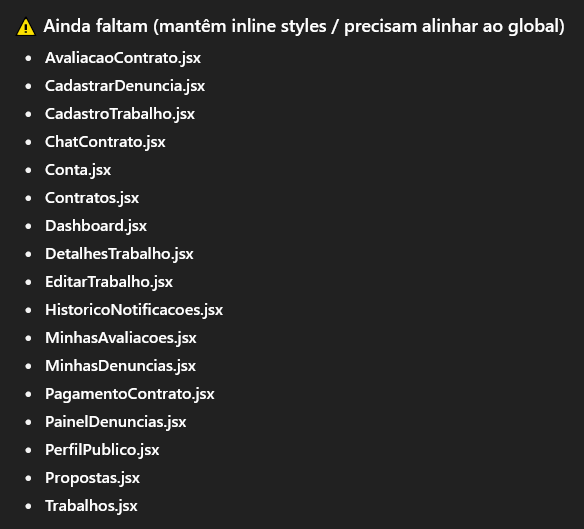 ⚠️ Ainda faltam (mantêm inline styles / precisam alinhar ao global)
• AvaliacaoContrato.jsx
• CadastrarDenuncia.jsx
• CadastroTrabalho.jsx
• ChatContrato.jsx
• Conta.jsx
• Contratos.jsx
• Dashboard.jsx
• DetalhesTrabalho.jsx
• EditarTrabalho.jsx
• HistoricoNotificacoes.jsx
• MinhasAvaliacoes.jsx
• MinhasDenuncias.jsx
• PagamentoContrato.jsx
• PainelDenuncias.jsx
• PerfilPublico.jsx
• Propostas.jsx
• Trabalhos.jsx